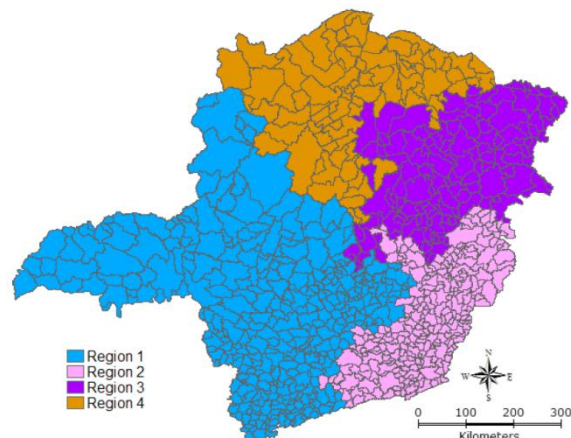 Region 1
Region 2
Region 3
Region 4
N
W E
S
0 100 200 300
Kilometers